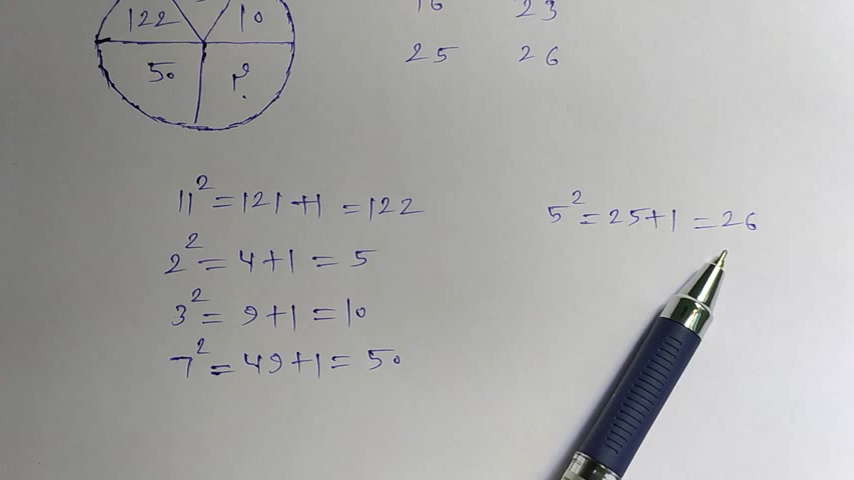 122 10
50 ?
16 23
25 26
11² = 121 + 1 = 122
2² = 4 + 1 = 5
3² = 9 + 1 = 10
7² = 49 + 1 = 50
5² = 25 + 1 = 26